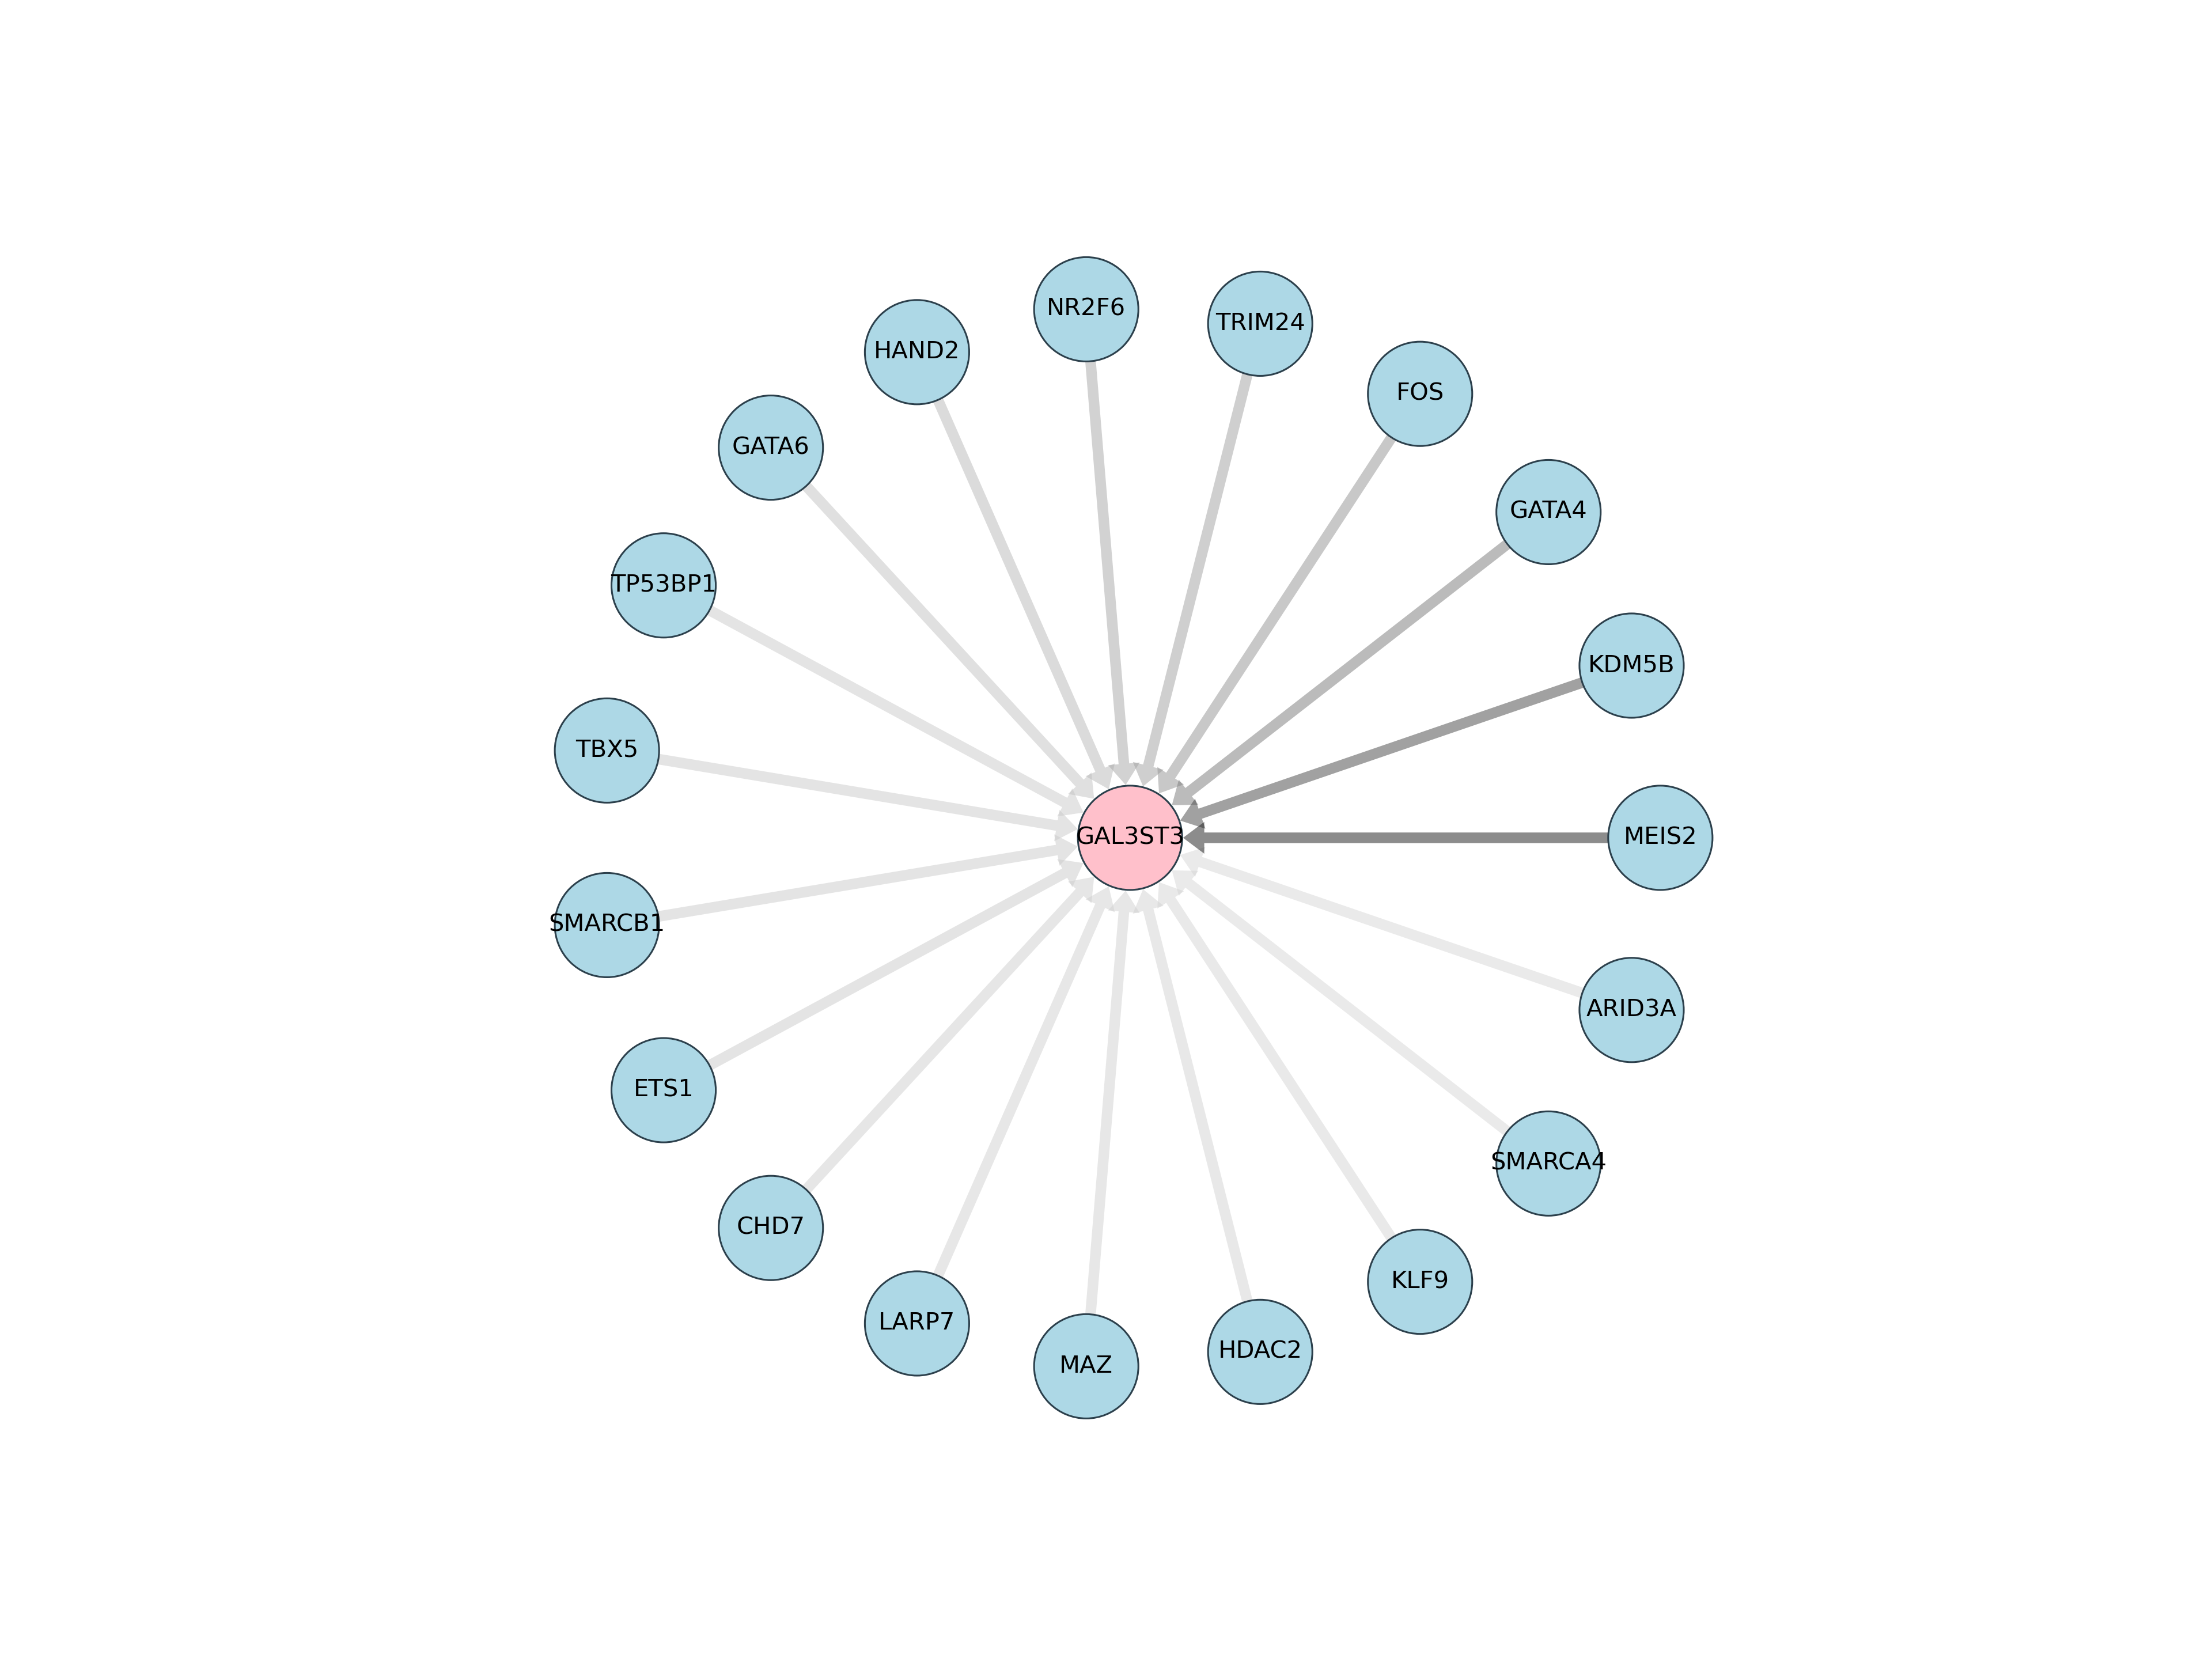 NR2F6
TRIM24
HAND2
FOS
GATA6
GATA4
TP53BP1
KDM5B
TBX5
GAL3ST3
MEIS2
SMARCB1
ARID3A
ETS1
SMARCA4
CHD7
KLF9
LARP7
HDAC2
MAZ